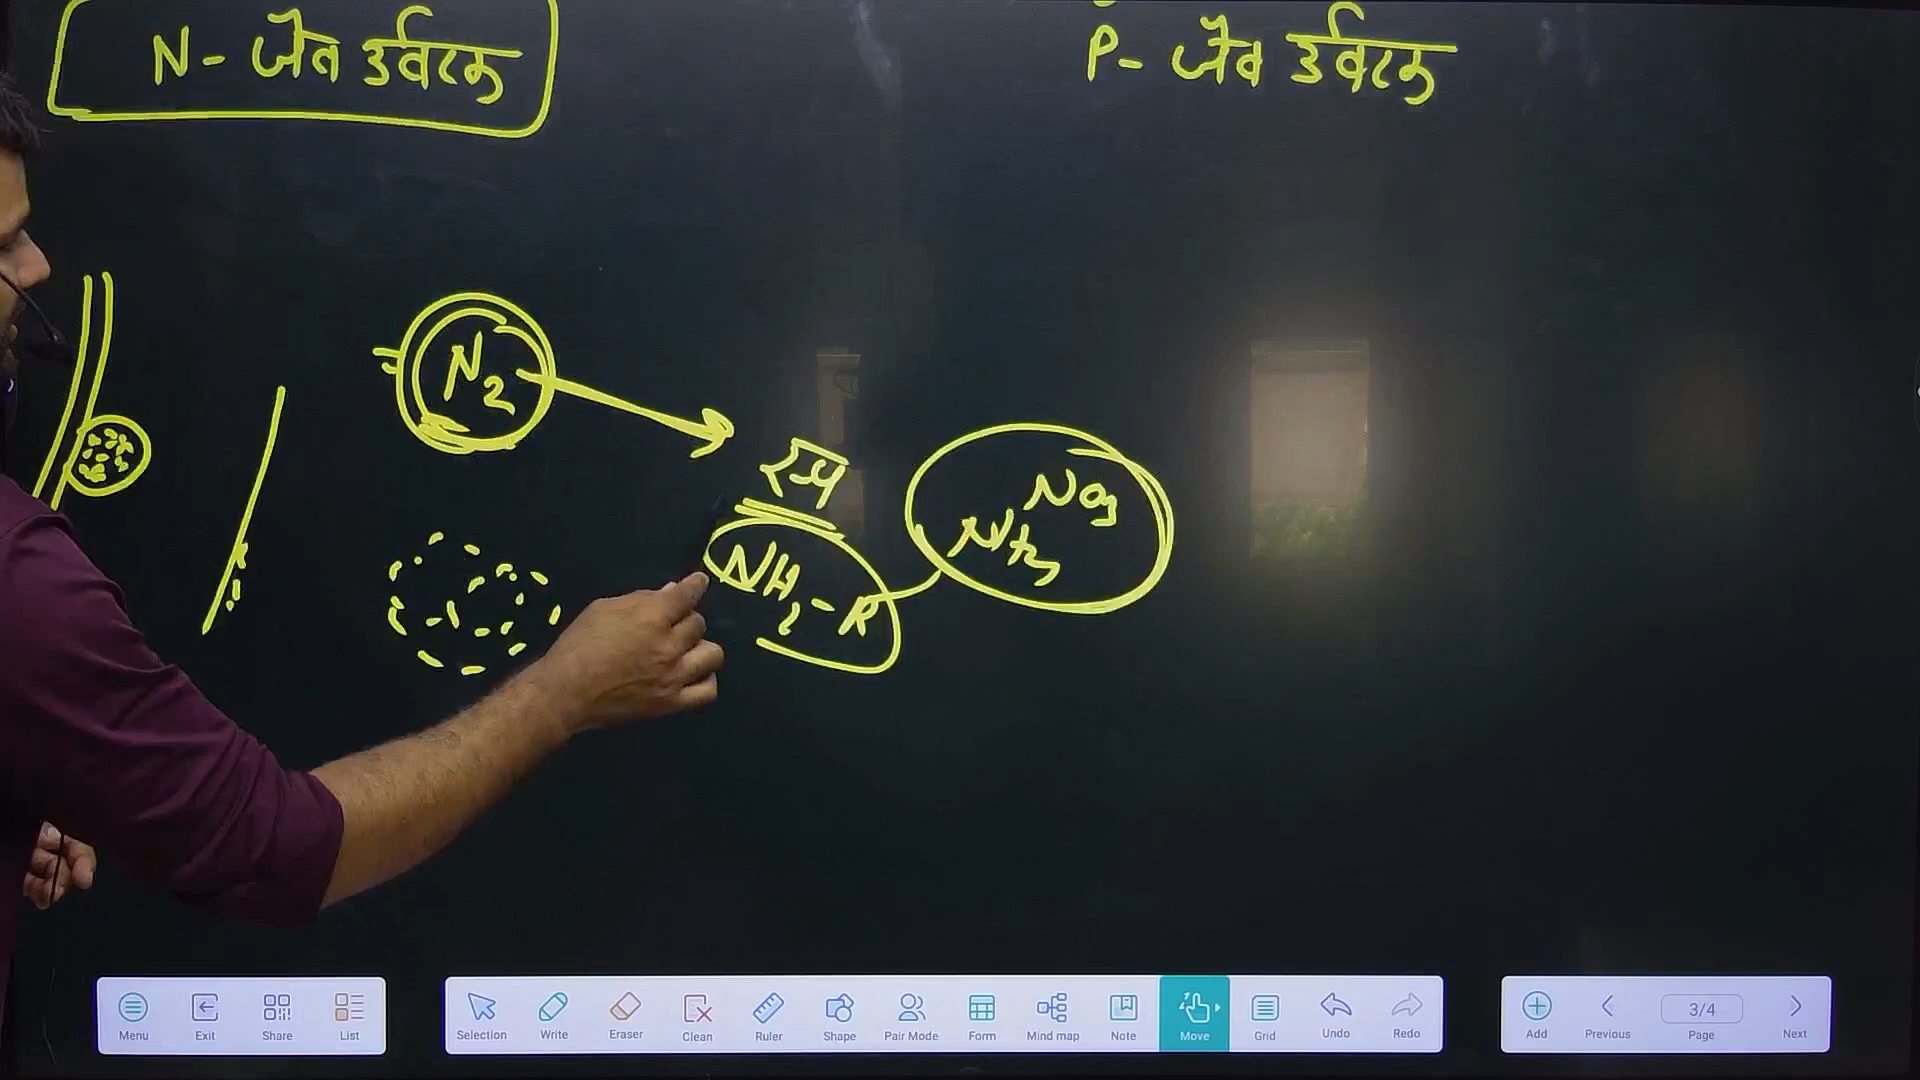 N- जैव उर्वरक
P- जैव उर्वरक
N2
NO3
NH3
NH2-R
Menu Exit Share List
Selection Write Eraser Clean Ruler Shape Pair Mode Form Mind map Note Move Grid Undo Redo
Add Previous 3/4 Page Next